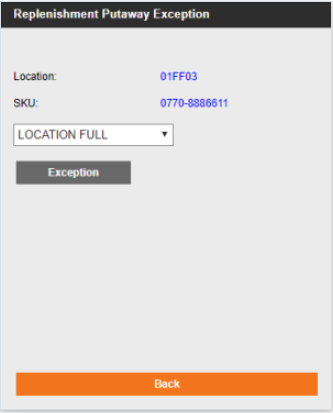 Replenishment Putaway Exception
Location: 01FF03
SKU: 0770-8886611
LOCATION FULL
Exception
Back